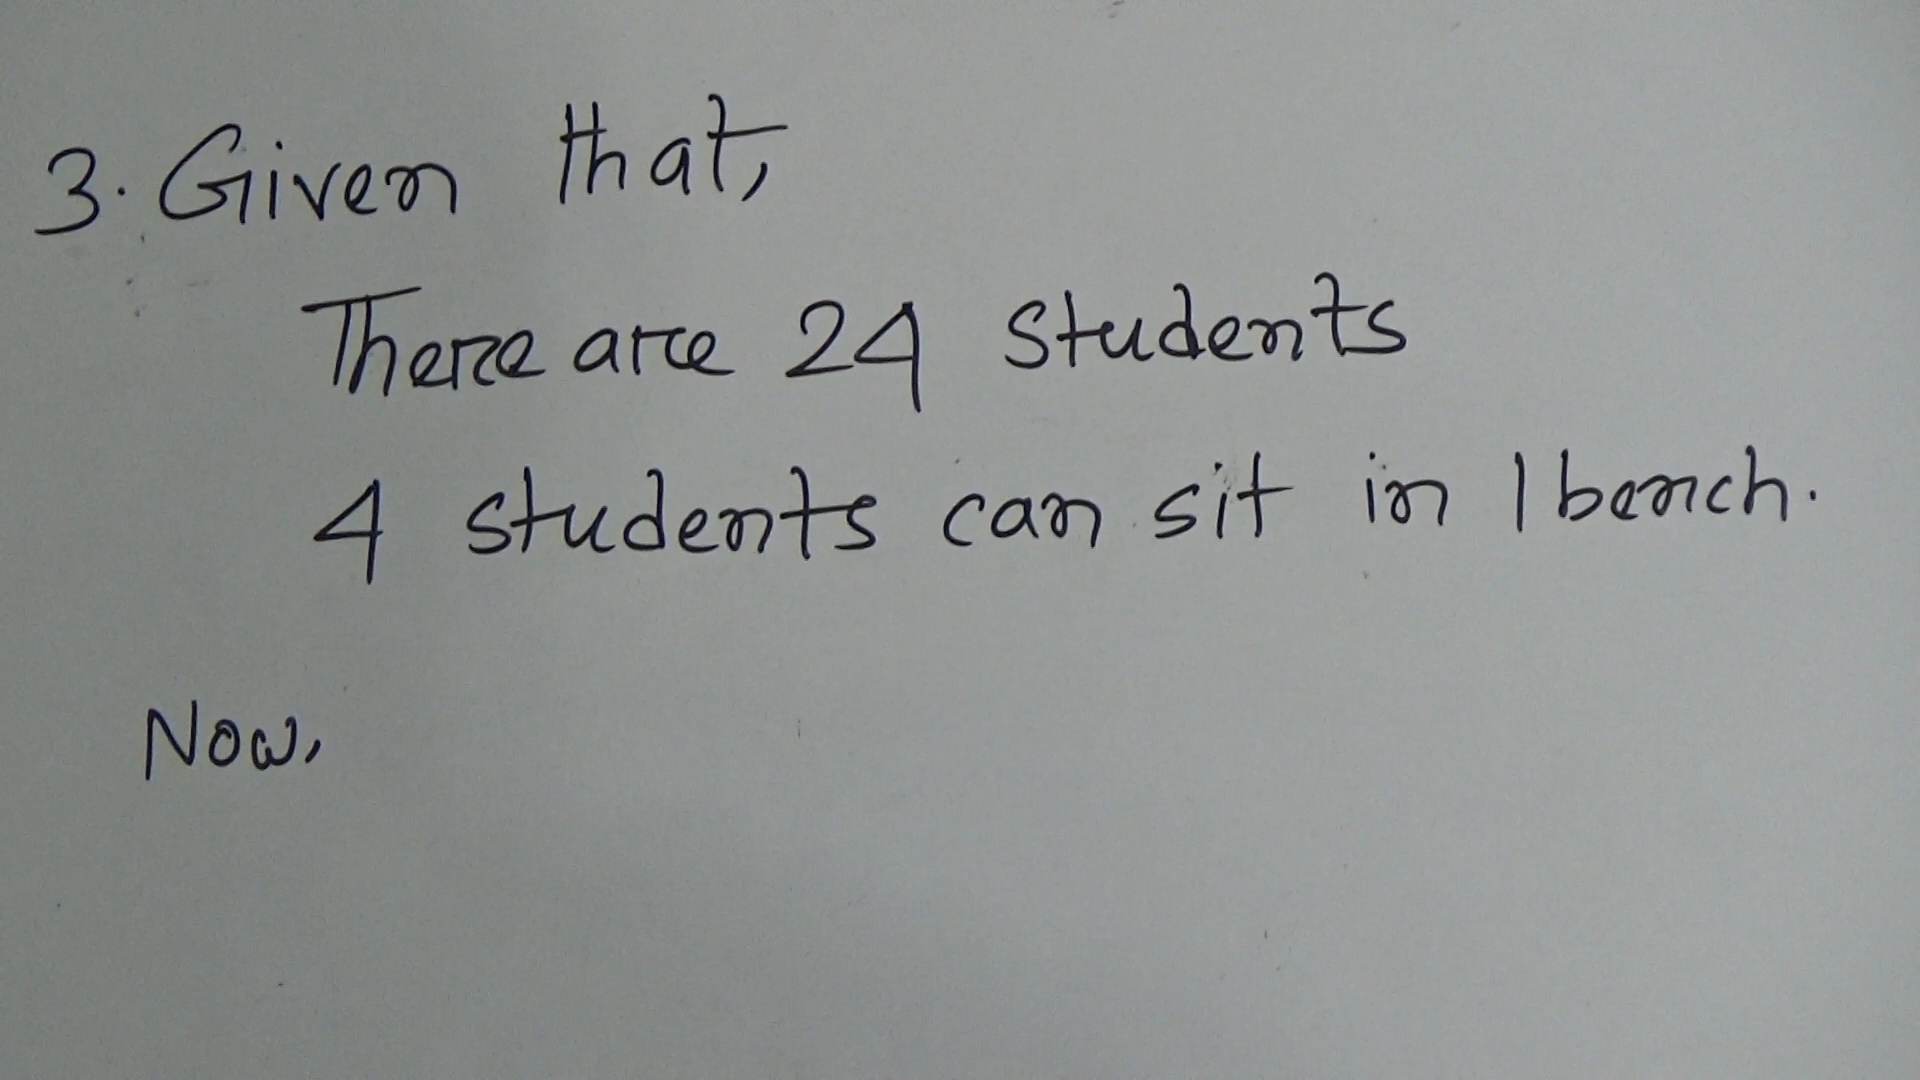 3. Given that,
There are 24 students
4 students can sit in 1 bench.
Now,